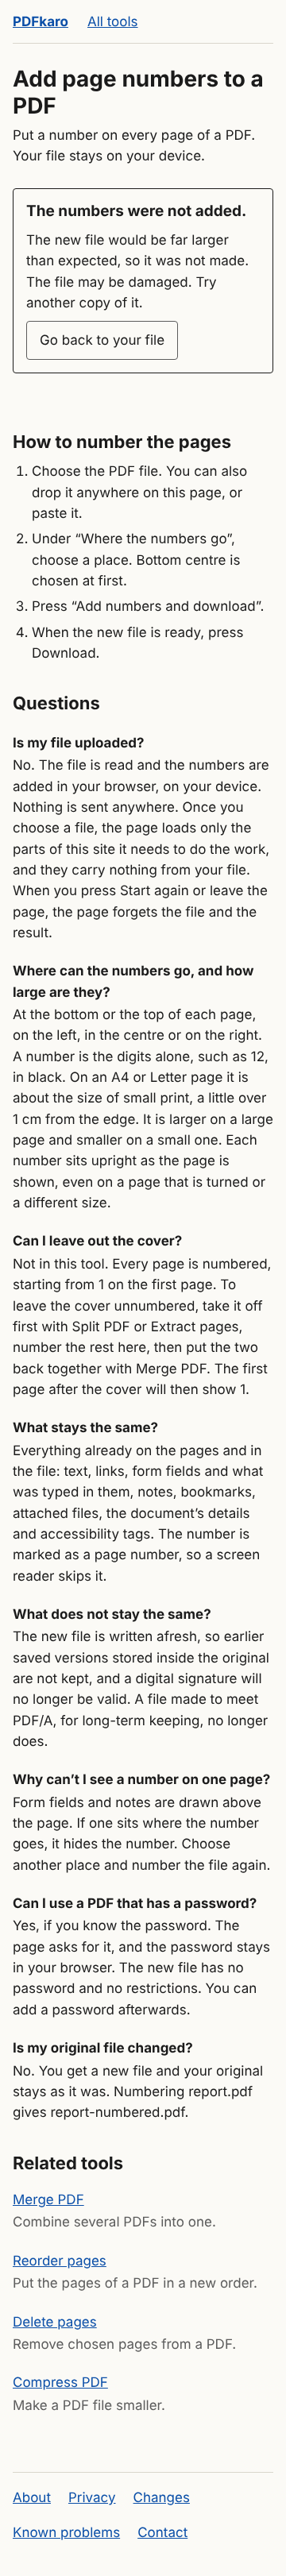 PDFkaro All tools
Add page numbers to a
PDF
Put a number on every page of a PDF.
Your file stays on your device.
The numbers were not added.
The new file would be far larger
than expected, so it was not made.
The file may be damaged. Try
another copy of it.
Go back to your file
How to number the pages
1. Choose the PDF file. You can also
drop it anywhere on this page, or
paste it.
2. Under “Where the numbers go”,
choose a place. Bottom centre is
chosen at first.
3. Press “Add numbers and download”.
4. When the new file is ready, press
Download.
Questions
Is my file uploaded?
No. The file is read and the numbers are
added in your browser, on your device.
Nothing is sent anywhere. Once you
choose a file, the page loads only the
parts of this site it needs to do the work,
and they carry nothing from your file.
When you press Start again or leave the
page, the page forgets the file and the
result.
Where can the numbers go, and how
large are they?
At the bottom or the top of each page,
on the left, in the centre or on the right.
A number is the digits alone, such as 12,
in black. On an A4 or Letter page it is
about the size of small print, a little over
1 cm from the edge. It is larger on a large
page and smaller on a small one. Each
number sits upright as the page is
shown, even on a page that is turned or
a different size.
Can I leave out the cover?
Not in this tool. Every page is numbered,
starting from 1 on the first page. To
leave the cover unnumbered, take it off
first with Split PDF or Extract pages,
number the rest here, then put the two
back together with Merge PDF. The first
page after the cover will then show 1.
What stays the same?
Everything already on the pages and in
the file: text, links, form fields and what
was typed in them, notes, bookmarks,
attached files, the document’s details
and accessibility tags. The number is
marked as a page number, so a screen
reader skips it.
What does not stay the same?
The new file is written afresh, so earlier
saved versions stored inside the original
are not kept, and a digital signature will
no longer be valid. A file made to meet
PDF/A, for long-term keeping, no longer
does.
Why can’t I see a number on one page?
Form fields and notes are drawn above
the page. If one sits where the number
goes, it hides the number. Choose
another place and number the file again.
Can I use a PDF that has a password?
Yes, if you know the password. The
page asks for it, and the password stays
in your browser. The new file has no
password and no restrictions. You can
add a password afterwards.
Is my original file changed?
No. You get a new file and your original
stays as it was. Numbering report.pdf
gives report-numbered.pdf.
Related tools
Merge PDF
Combine several PDFs into one.
Reorder pages
Put the pages of a PDF in a new order.
Delete pages
Remove chosen pages from a PDF.
Compress PDF
Make a PDF file smaller.
About Privacy Changes
Known problems Contact